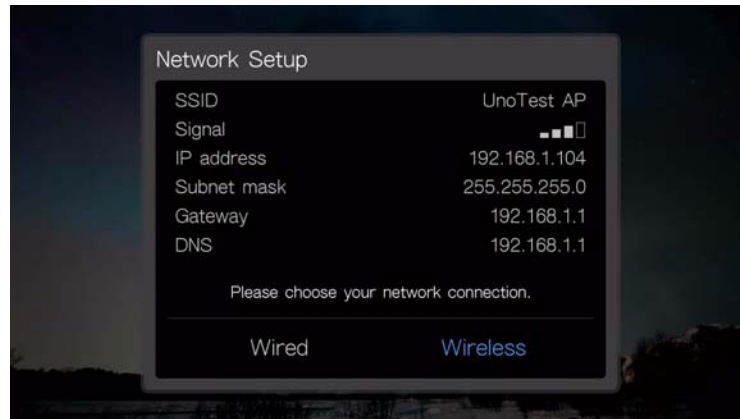 Network Setup
SSID UnoTest AP
Signal
IP address 192.168.1.104
Subnet mask 255.255.255.0
Gateway 192.168.1.1
DNS 192.168.1.1
Please choose your network connection.
Wired Wireless